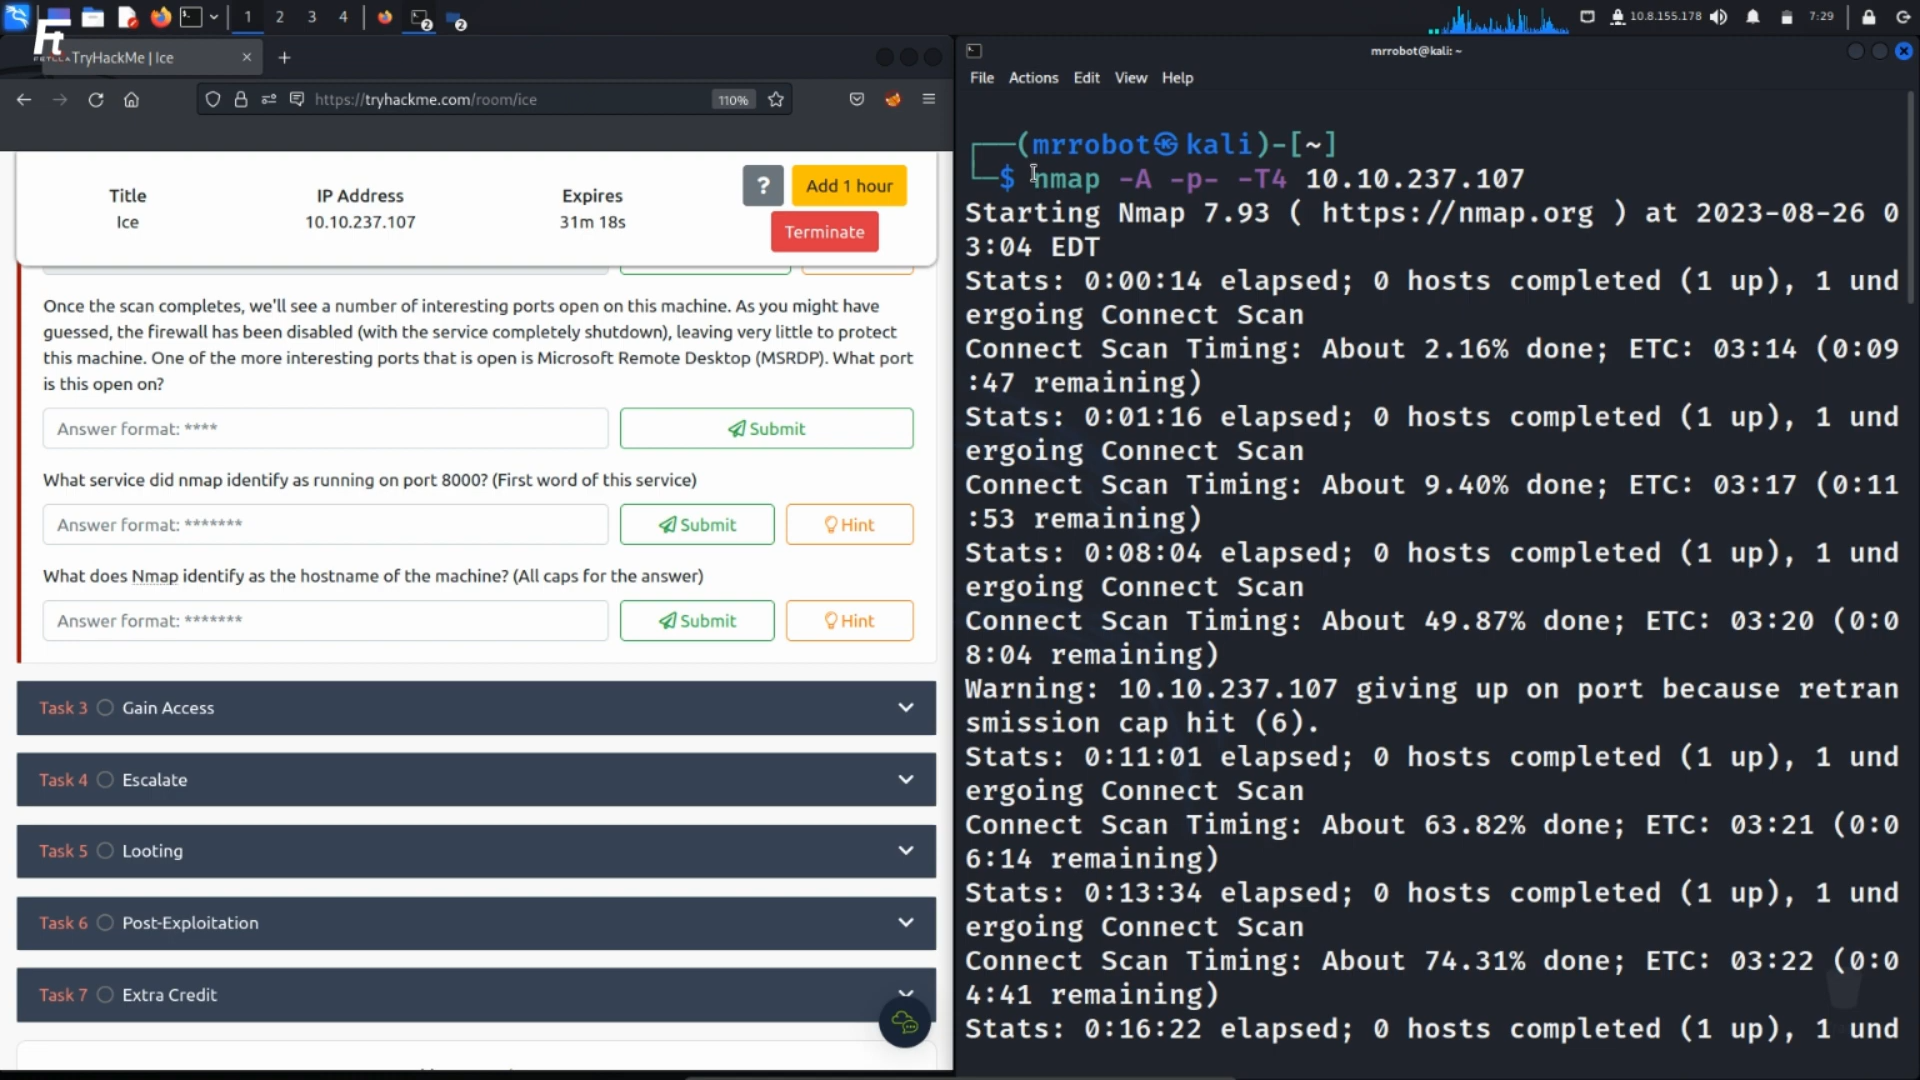 1 2 3 4
2
2
10.8.155.178
7:29
Ft
FETLLA
TryHackMe | Ice
https://tryhackme.com/room/ice
110%
Title
IP Address
Expires
?
Add 1 hour
Ice
10.10.237.107
31m 18s
Terminate
Once the scan completes, we'll see a number of interesting ports open on this machine. As you might have
guessed, the firewall has been disabled (with the service completely shutdown), leaving very little to protect
this machine. One of the more interesting ports that is open is Microsoft Remote Desktop (MSRDP). What port
is this open on?
Answer format: ****
Submit
What service did nmap identify as running on port 8000? (First word of this service)
Answer format: *******
Submit
Hint
What does Nmap identify as the hostname of the machine? (All caps for the answer)
Answer format: *******
Submit
Hint
Task 3 Gain Access
Task 4 Escalate
Task 5 Looting
Task 6 Post-Exploitation
Task 7 Extra Credit
mrrobot@kali: ~
File Actions Edit View Help
┌──(mrrobot㉿kali)-[~]
└─$ nmap -A -p- -T4 10.10.237.107
Starting Nmap 7.93 ( https://nmap.org ) at 2023-08-26 0
3:04 EDT
Stats: 0:00:14 elapsed; 0 hosts completed (1 up), 1 und
ergoing Connect Scan
Connect Scan Timing: About 2.16% done; ETC: 03:14 (0:09
:47 remaining)
Stats: 0:01:16 elapsed; 0 hosts completed (1 up), 1 und
ergoing Connect Scan
Connect Scan Timing: About 9.40% done; ETC: 03:17 (0:11
:53 remaining)
Stats: 0:08:04 elapsed; 0 hosts completed (1 up), 1 und
ergoing Connect Scan
Connect Scan Timing: About 49.87% done; ETC: 03:20 (0:0
8:04 remaining)
Warning: 10.10.237.107 giving up on port because retran
smission cap hit (6).
Stats: 0:11:01 elapsed; 0 hosts completed (1 up), 1 und
ergoing Connect Scan
Connect Scan Timing: About 63.82% done; ETC: 03:21 (0:0
6:14 remaining)
Stats: 0:13:34 elapsed; 0 hosts completed (1 up), 1 und
ergoing Connect Scan
Connect Scan Timing: About 74.31% done; ETC: 03:22 (0:0
4:41 remaining)
Stats: 0:16:22 elapsed; 0 hosts completed (1 up), 1 und